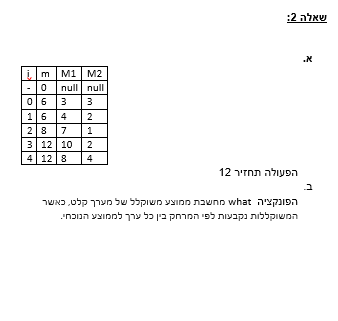 שאלה 2:
א.
i m M1 M2
- 0 null null
0 6 3 3
1 6 4 2
2 8 7 1
3 12 10 2
4 12 8 4
הפעולה תחזיר 12
ב.
הפונקציה what מחשבת ממוצע משוקלל של מערך קלט, כאשר
המשוקללות נקבעות לפי המרחק בין כל ערך לממוצע הנוכחי.